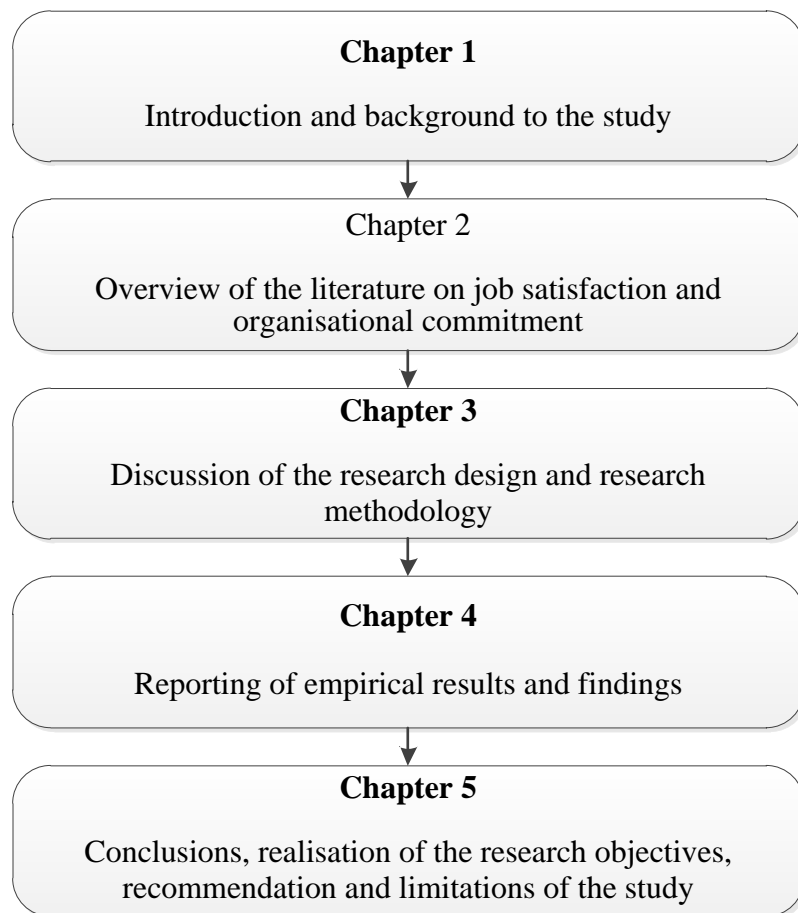 Chapter 1
Introduction and background to the study
Chapter 2
Overview of the literature on job satisfaction and
organisational commitment
Chapter 3
Discussion of the research design and research
methodology
Chapter 4
Reporting of empirical results and findings
Chapter 5
Conclusions, realisation of the research objectives,
recommendation and limitations of the study